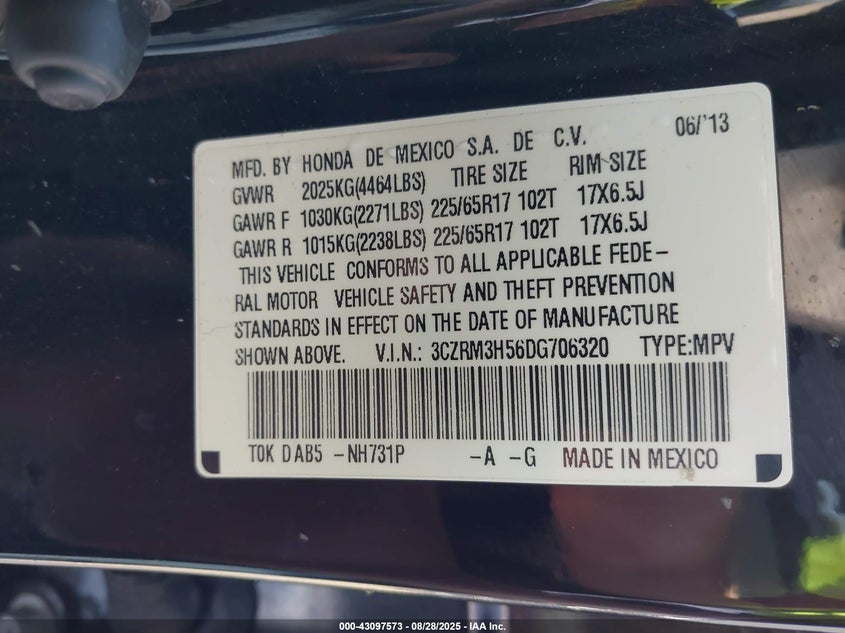 MFD. BY HONDA DE MEXICO S.A. DE C.V. 06/'13
GVWR 2025KG(4464LBS) TIRE SIZE RIM SIZE
GAWR F 1030KG(2271LBS) 225/65R17 102T 17X6.5J
GAWR R 1015KG(2238LBS) 225/65R17 102T 17X6.5J
THIS VEHICLE CONFORMS TO ALL APPLICABLE FEDE-
RAL MOTOR VEHICLE SAFETY AND THEFT PREVENTION
STANDARDS IN EFFECT ON THE DATE OF MANUFACTURE
SHOWN ABOVE. V.I.N.: 3CZRM3H56DG706320 TYPE:MPV
T0K D AB5 -NH731P -A -G MADE IN MEXICO
000-43097573 - 08/28/2025 - IAA Inc.